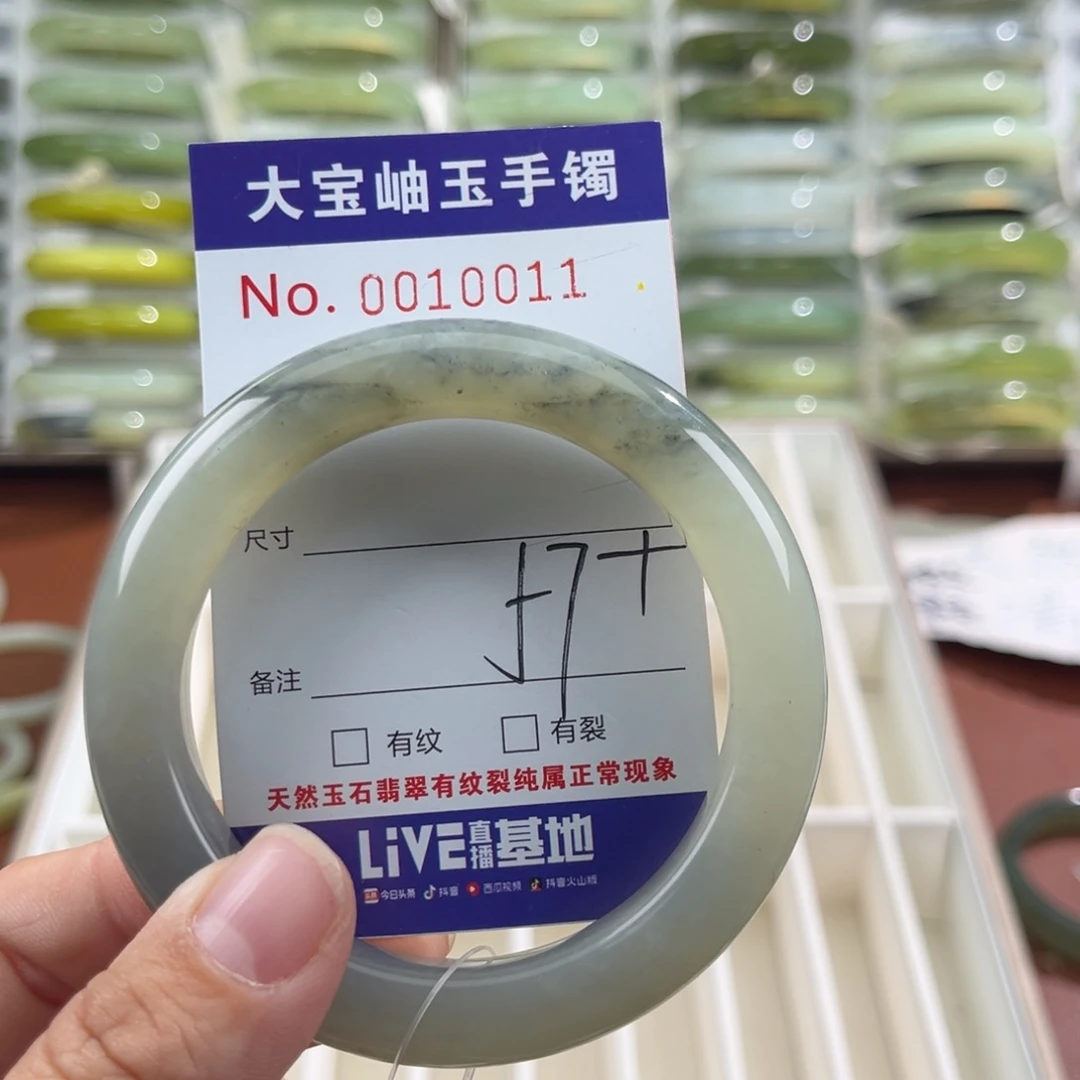 大宝岫玉手镯
No. 0010011
尺寸
57+
备注
有纹 有裂
天然玉石翡翠有纹裂纯属正常现象
LiVE直播基地
今日头条 抖音 西瓜视频 抖音火山版